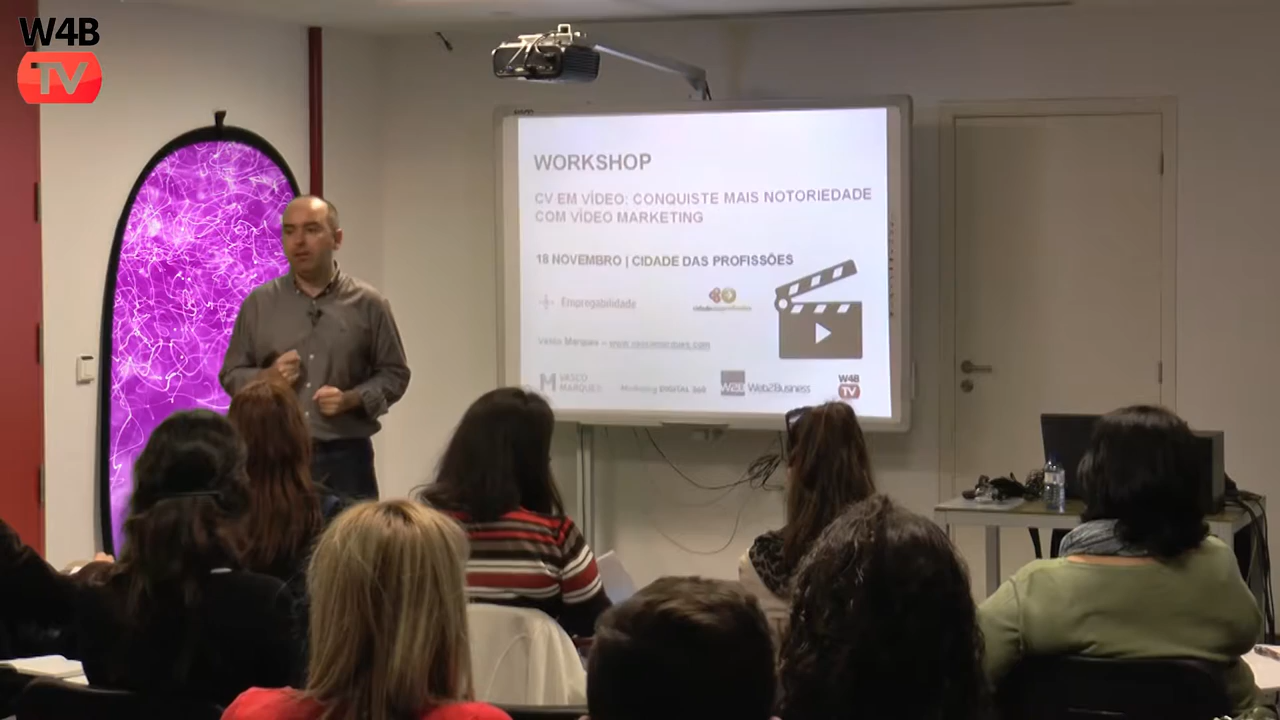 W4B
TV
WORKSHOP
CV EM VÍDEO: CONQUISTE MAIS NOTORIEDADE
COM VÍDEO MARKETING
18 NOVEMBRO | CIDADE DAS PROFISSÕES
Empregabilidade
Vasco Marques – www.vascomarques.com
VASCO
MARQUES
Marketing DIGITAL 360
W2B Web2Business
W4B
TV